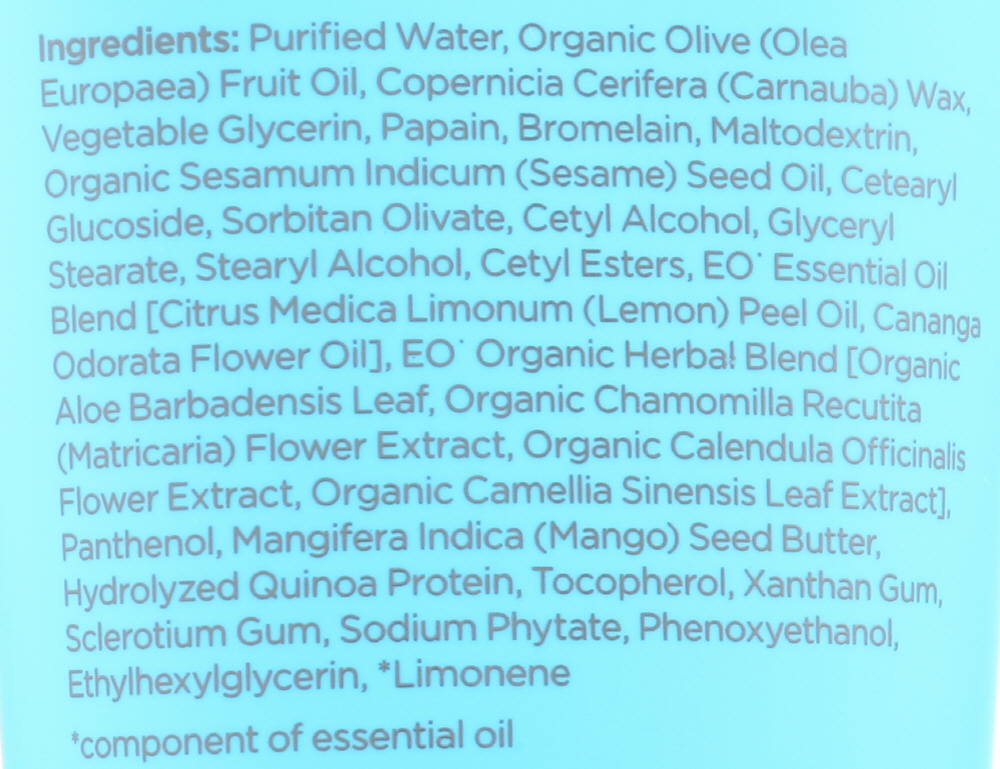 Ingredients: Purified Water, Organic Olive (Olea
Europaea) Fruit Oil, Copernicia Cerifera (Carnauba) Wax,
Vegetable Glycerin, Papain, Bromelain, Maltodextrin,
Organic Sesamum Indicum (Sesame) Seed Oil, Cetearyl
Glucoside, Sorbitan Olivate, Cetyl Alcohol, Glyceryl
Stearate, Stearyl Alcohol, Cetyl Esters, EO• Essential Oil
Blend [Citrus Medica Limonum (Lemon) Peel Oil, Cananga
Odorata Flower Oil], EO• Organic Herbal Blend [Organic
Aloe Barbadensis Leaf, Organic Chamomilla Recutita
(Matricaria) Flower Extract, Organic Calendula Officinalis
Flower Extract, Organic Camellia Sinensis Leaf Extract],
Panthenol, Mangifera Indica (Mango) Seed Butter,
Hydrolyzed Quinoa Protein, Tocopherol, Xanthan Gum,
Sclerotium Gum, Sodium Phytate, Phenoxyethanol,
Ethylhexylglycerin, *Limonene
*component of essential oil